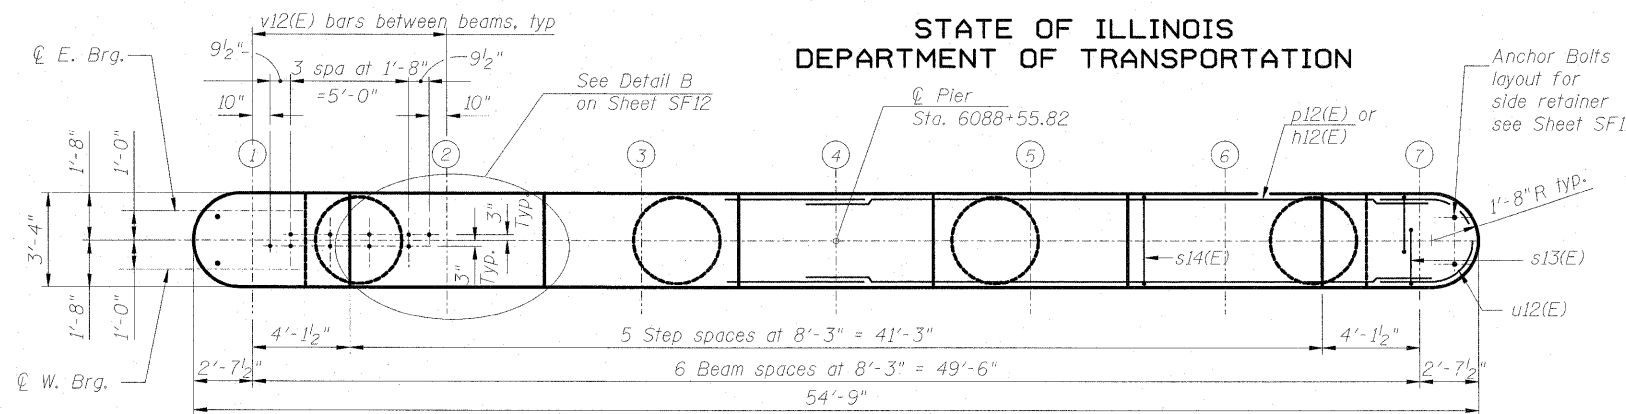 STATE OF ILLINOIS
DEPARTMENT OF TRANSPORTATION
v12(E) bars between beams, typ
℄ E. Brg.
9½"
9½"
3 spa at 1'-8"
=5'-0"
10"
10"
See Detail B
on Sheet SF12
℄ Pier
Sta. 6088+55.82
p12(E) or
h12(E)
Anchor Bolts
layout for
side retainer
see Sheet SF1
1 2 3 4 5 6 7
1'-8"
1'-0"
1'-8" R typ.
3'-4"
3"
Typ.
3"
Typ.
s14(E)
s13(E)
u12(E)
1'-8"
1'-0"
4'-1½"
5 Step spaces at 8'-3" = 41'-3"
4'-1½"
℄ W. Brg.
2'-7½"
6 Beam spaces at 8'-3" = 49'-6"
2'-7½"
54'-9"